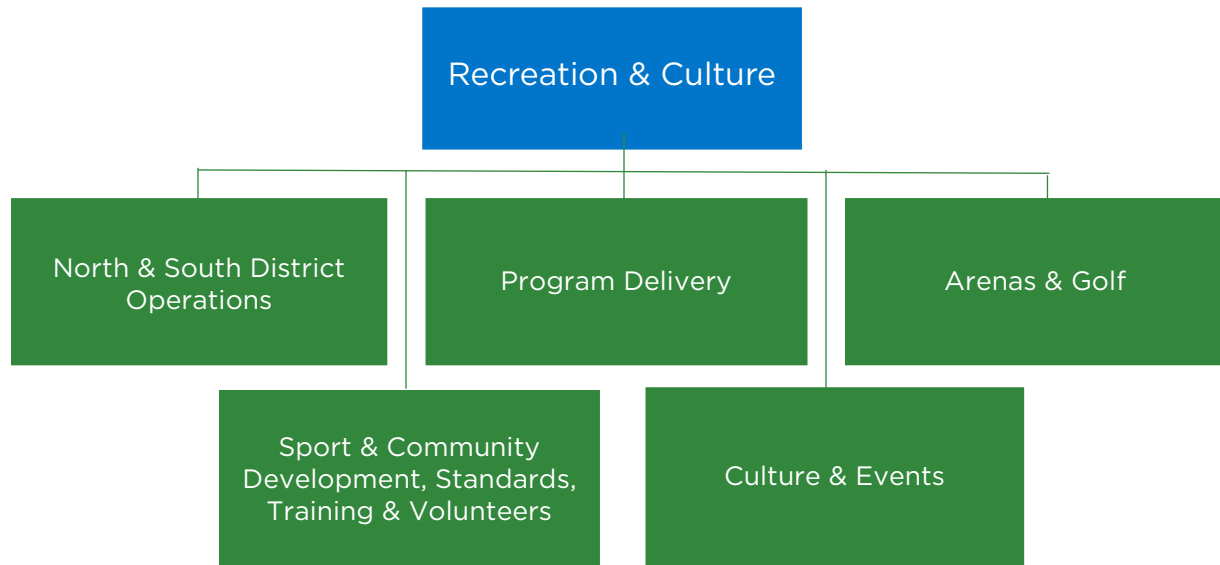 Recreation & Culture
North & South District
Operations
Program Delivery
Arenas & Golf
Sport & Community
Development, Standards,
Training & Volunteers
Culture & Events